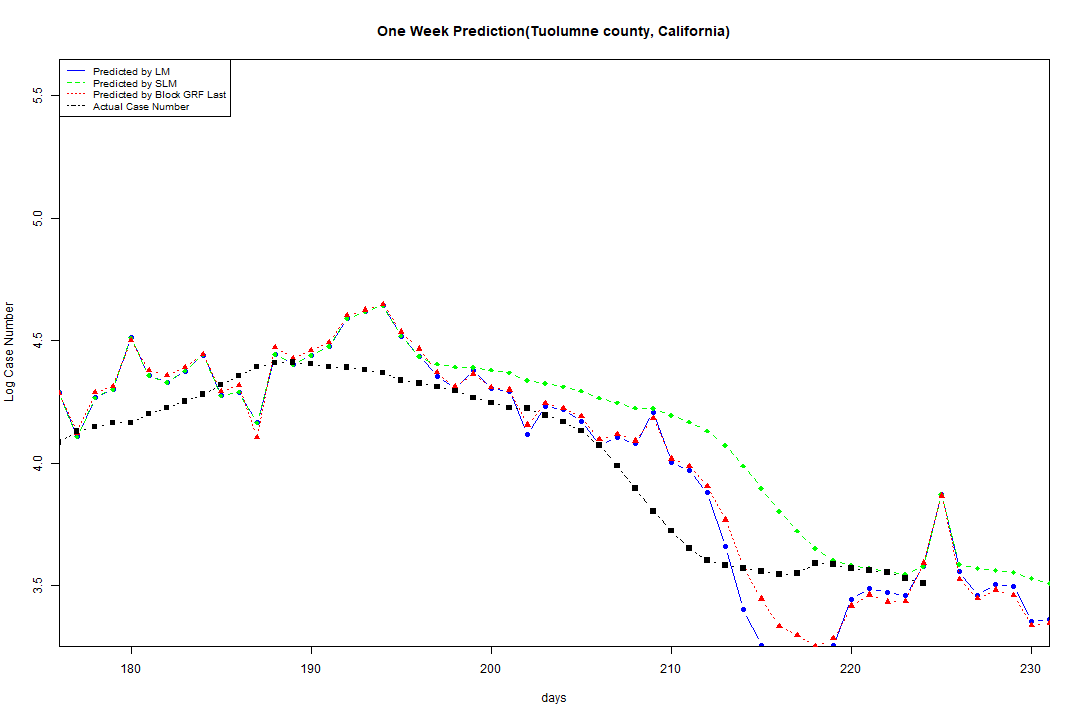 One Week Prediction(Tuolumne county, California)
Predicted by LM
Predicted by SLM
Predicted by Block GRF Last
Actual Case Number
5.5
5.0
4.5
4.0
3.5
Log Case Number
180 190 200 210 220 230
days